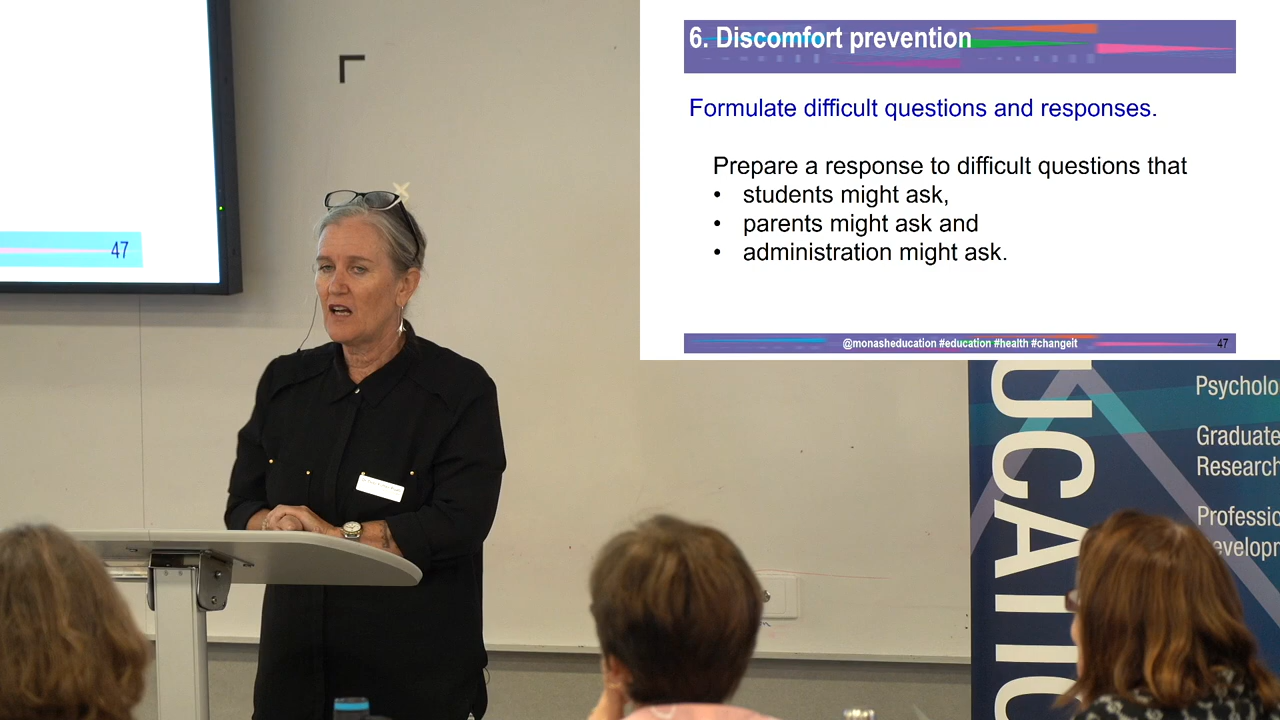 47
6. Discomfort prevention
Formulate difficult questions and responses.
Prepare a response to difficult questions that
• students might ask,
• parents might ask and
• administration might ask.
@monasheducation #education #health #changeit
47
UCATIO
Psycholo
Graduate
Research
Professio
evelopm